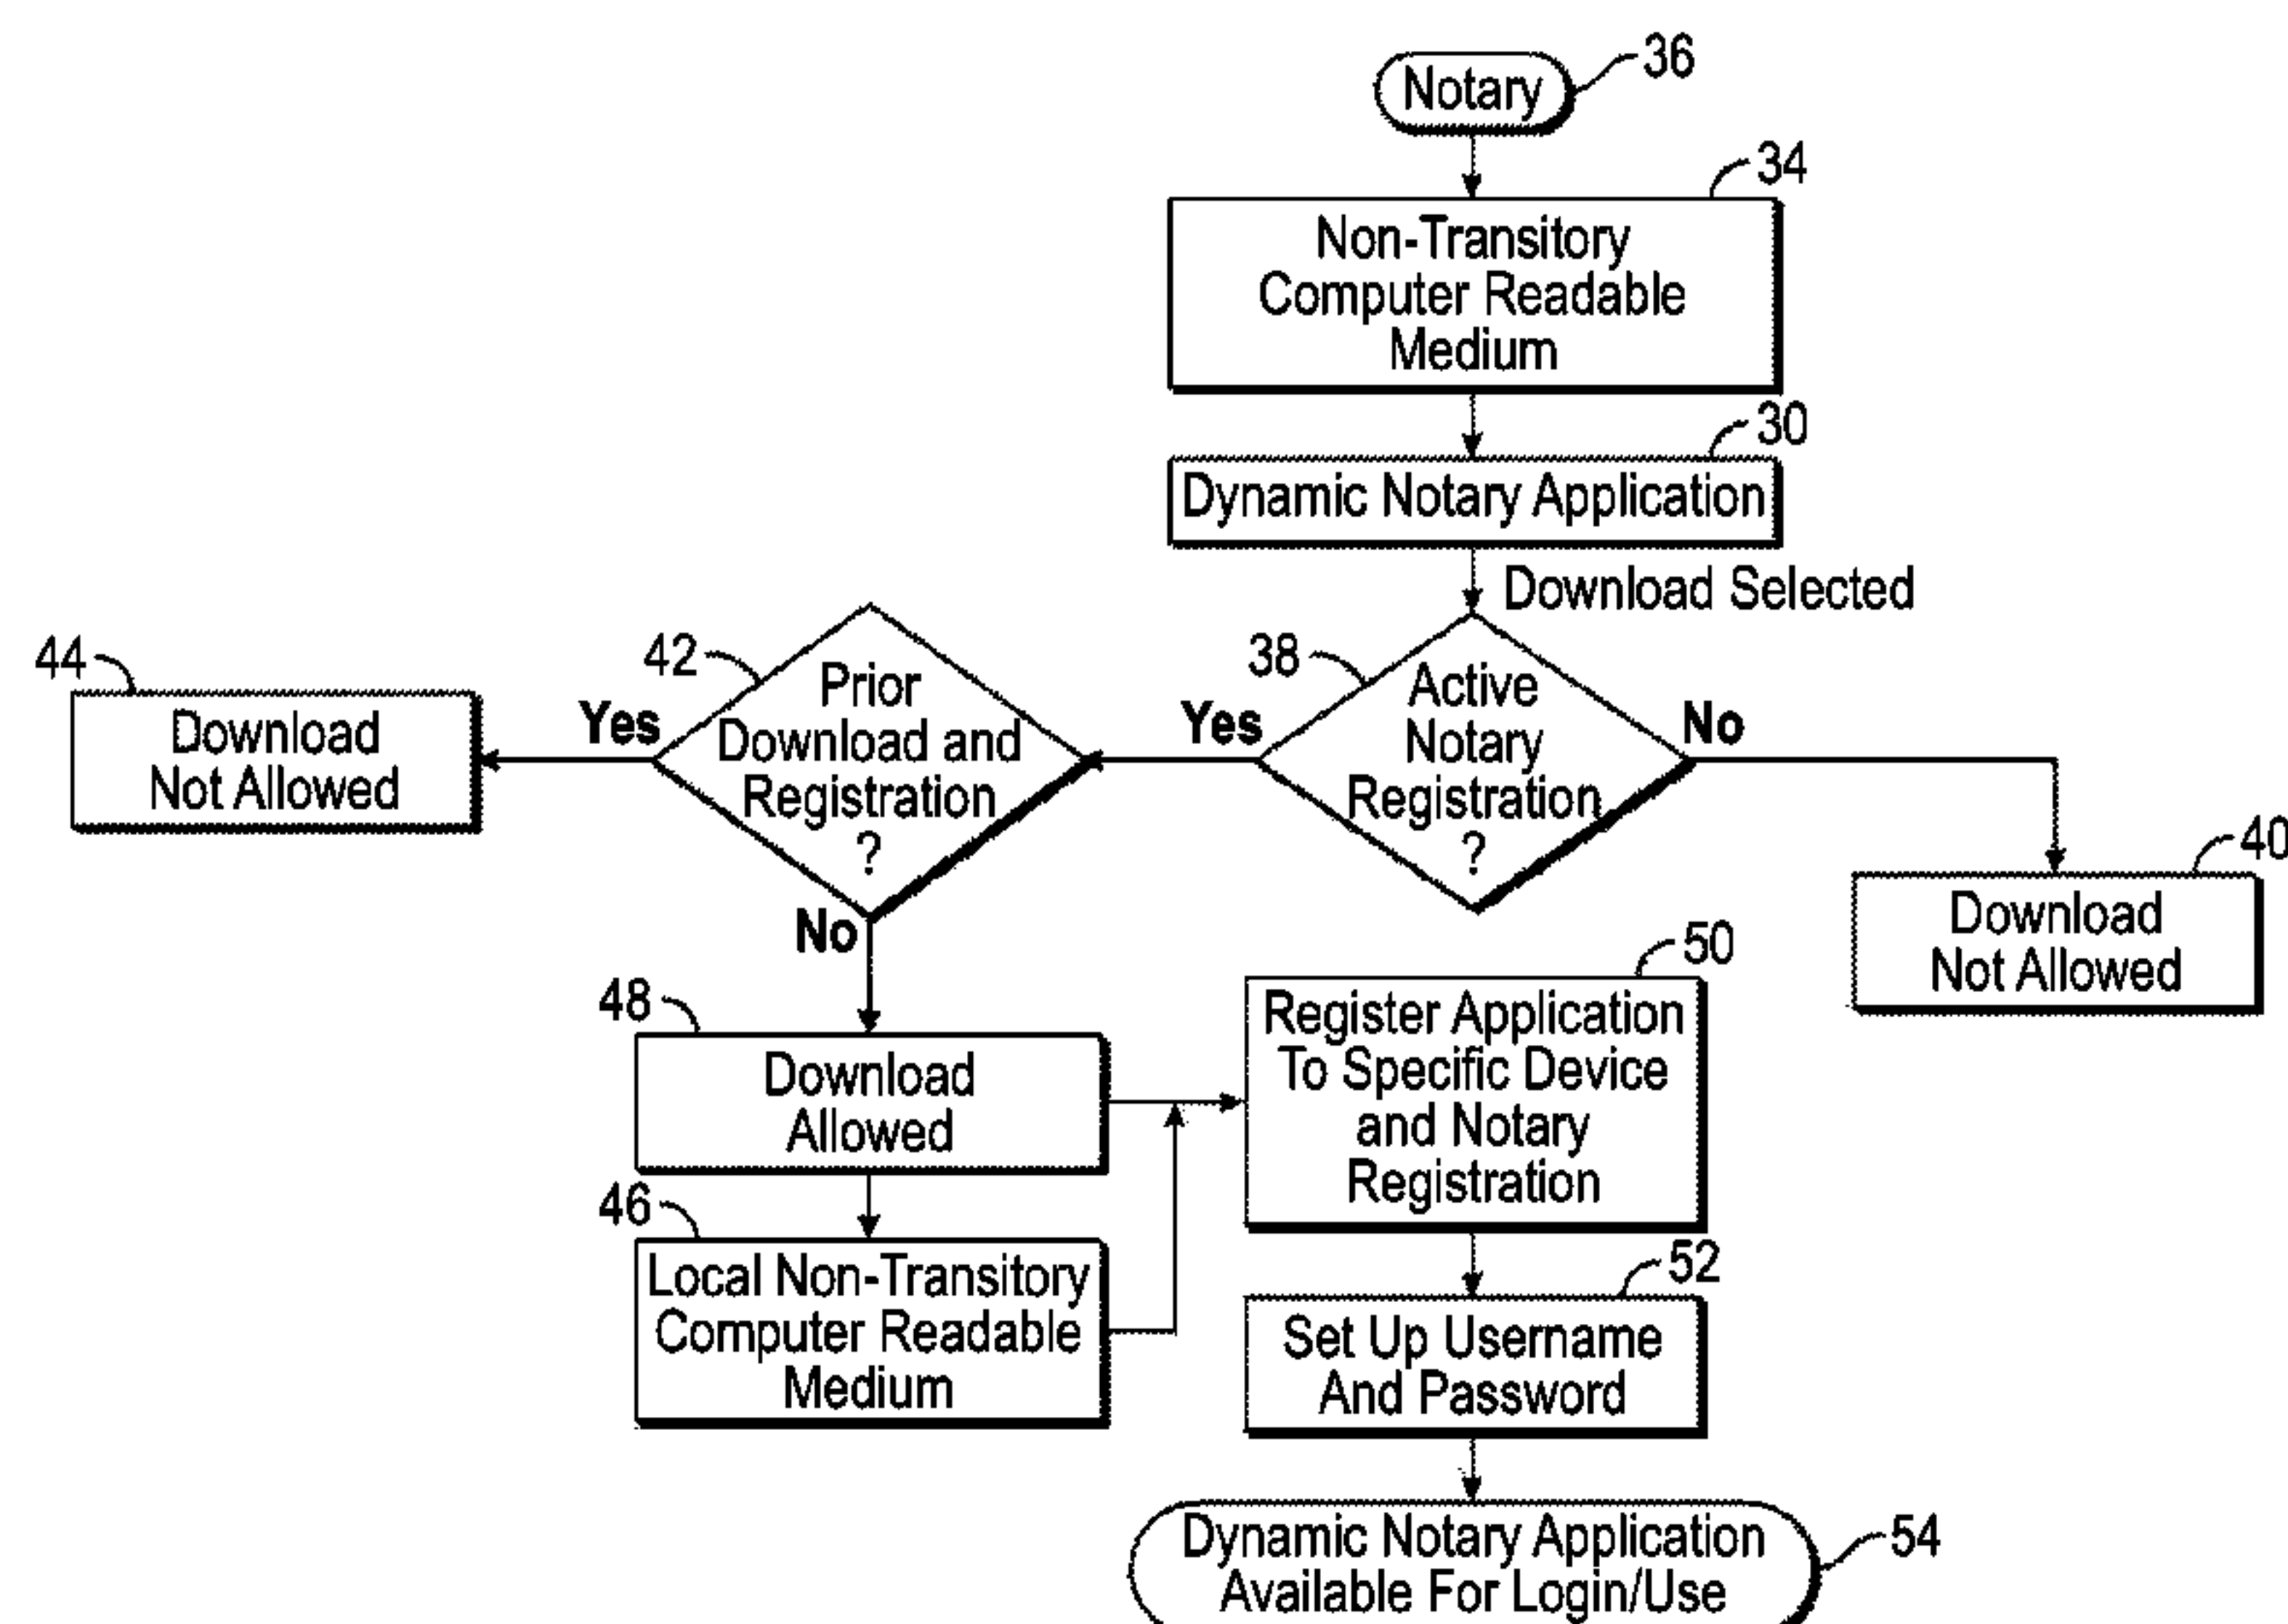 Notary
36
34
Non-Transitory
Computer Readable
Medium
30
Dynamic Notary Application
Download Selected
44
Download
Not Allowed
Yes
42
Prior
Download and
Registration
?
Yes
38
Active
Notary
Registration
?
No
40
Download
Not Allowed
No
48
Download
Allowed
50
Register Application
To Specific Device
and Notary
Registration
46
Local Non-Transitory
Computer Readable
Medium
52
Set Up Username
And Password
Dynamic Notary Application
Available For Login/Use
54